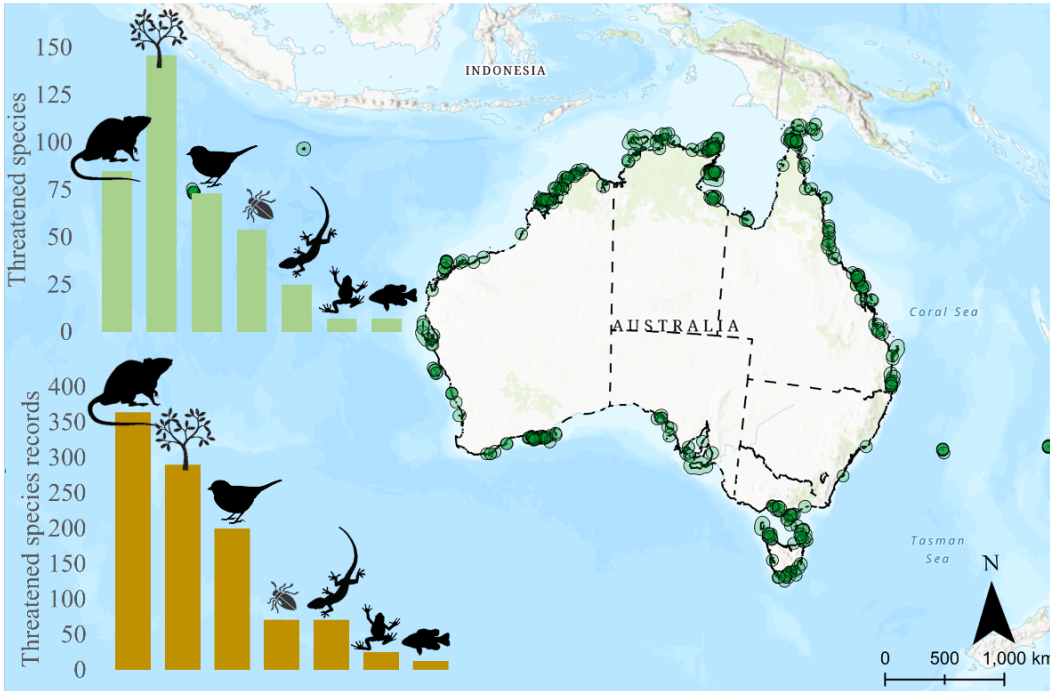 150
125
100
75
50
25
0
Threatened species
400
350
300
250
200
150
100
50
0
Threatened species records
INDONESIA
AUSTRALIA
Coral Sea
Tasman
Sea
N
0 500 1,000 km